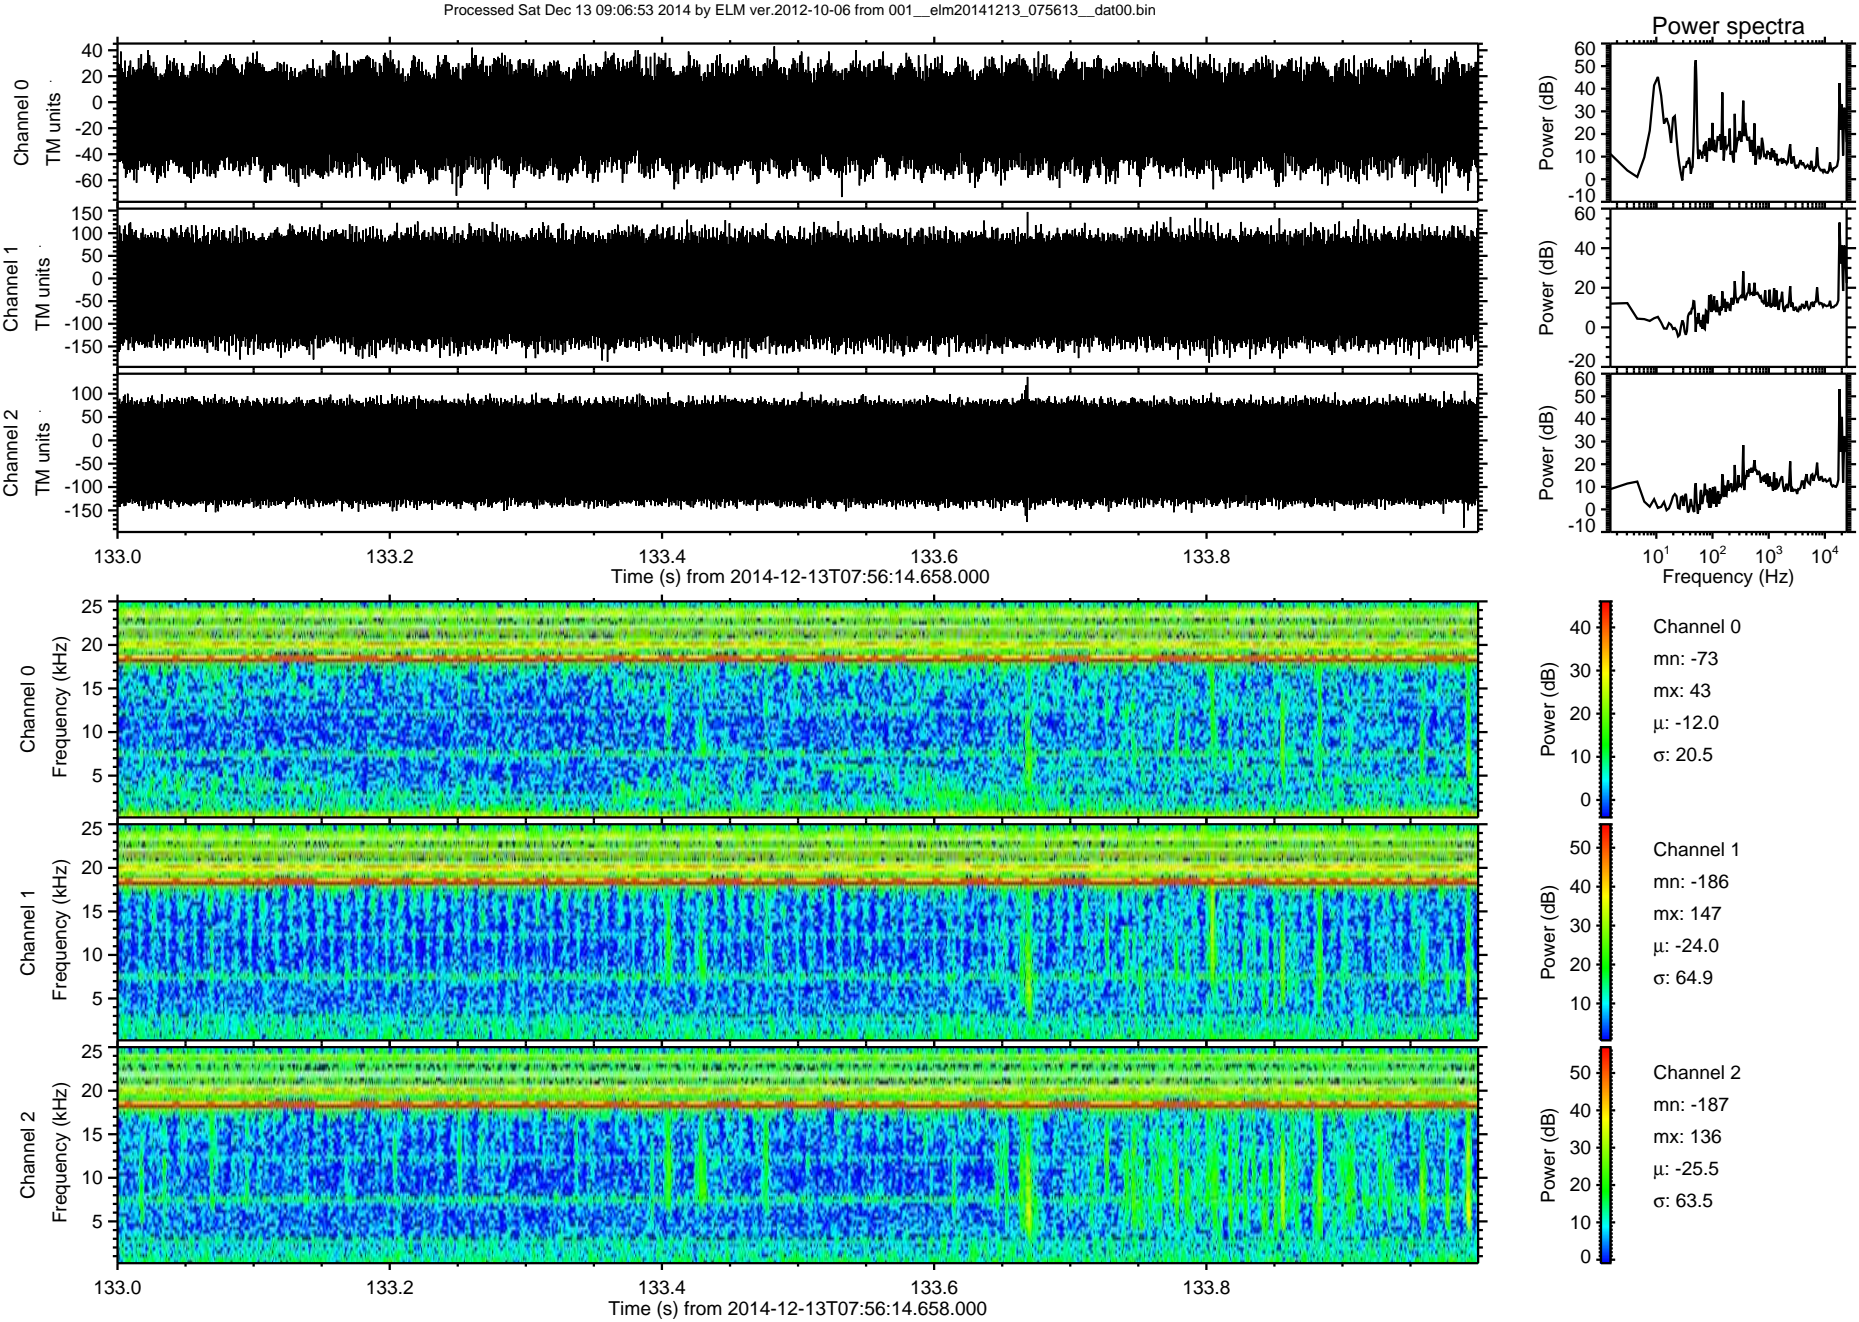 Processed Sat Dec 13 09:06:53 2014 by ELM ver.2012-10-06 from 001__elm20141213_075613__dat00.bin
Power spectra
Channel 0
TM units
40
20
0
-20
-40
-60
Power (dB)
60
50
40
30
20
10
0
-10
Channel 1
TM units
150
100
50
0
-50
-100
-150
Power (dB)
60
40
20
0
-20
Channel 2
TM units
100
50
0
-50
-100
-150
Power (dB)
60
50
40
30
20
10
0
-10
133.0 133.2 133.4 133.6 133.8
Time (s) from 2014-12-13T07:56:14.658.000
10¹ 10² 10³ 10⁴
Frequency (Hz)
Channel 0
Frequency (kHz)
25
20
15
10
5
Power (dB)
40
30
20
10
0
Channel 0
mn: -73
mx: 43
μ: -12.0
σ: 20.5
Channel 1
Frequency (kHz)
25
20
15
10
5
Power (dB)
50
40
30
20
10
Channel 1
mn: -186
mx: 147
μ: -24.0
σ: 64.9
Channel 2
Frequency (kHz)
25
20
15
10
5
Power (dB)
50
40
30
20
10
0
Channel 2
mn: -187
mx: 136
μ: -25.5
σ: 63.5
133.0 133.2 133.4 133.6 133.8
Time (s) from 2014-12-13T07:56:14.658.000